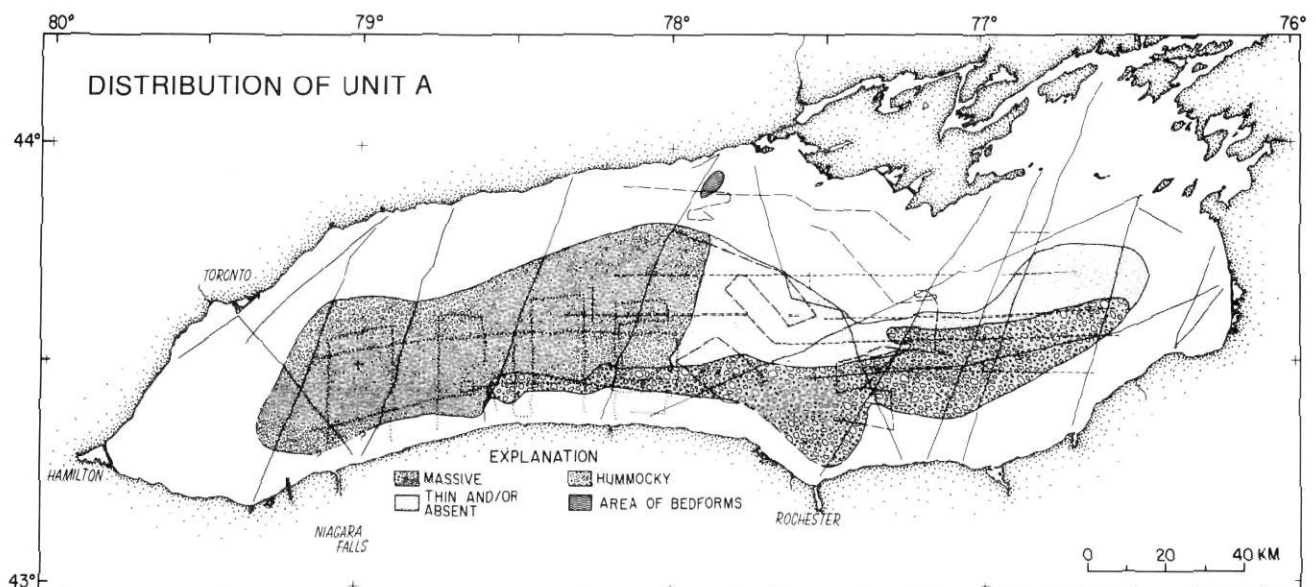 80° 79° 78° 77° 76°
DISTRIBUTION OF UNIT A
44°
TORONTO
HAMILTON
EXPLANATION
MASSIVE HUMMOCKY
THIN AND/OR
ABSENT
AREA OF BEDFORMS
NIAGARA
FALLS
ROCHESTER
0 20 40 KM
43°